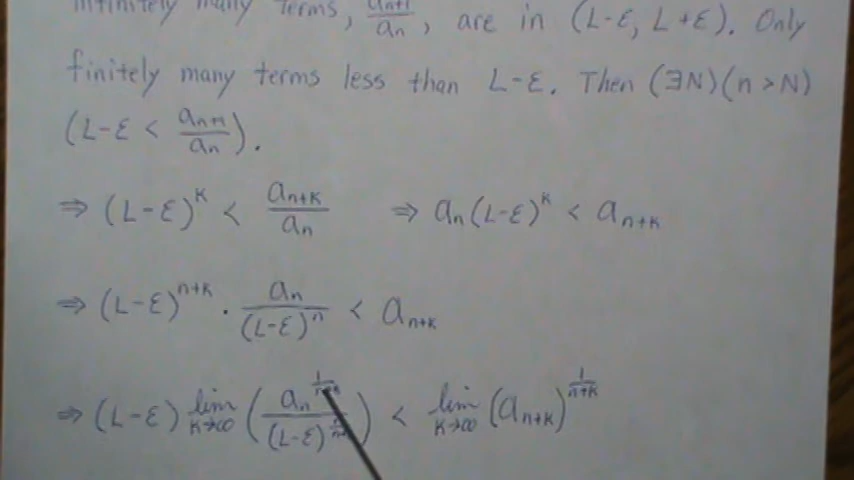 infinitely many terms, a_{n+1}/a_n, are in (L-ε, L+ε). Only
finitely many terms less than L-ε. Then (∃N)(n>N)
(L-ε < a_{n+1}/a_n).
⇒ (L-ε)^k < a_{n+k}/a_n ⇒ a_n(L-ε)^k < a_{n+k}
⇒ (L-ε)^{n+k} · a_n/(L-ε)^n < a_{n+k}
⇒ (L-ε) lim_{k→∞} (a_n^{1/(n+k)}/(L-ε)^{n/(n+k)}) < lim_{k→∞} (a_{n+k})^{1/(n+k)}